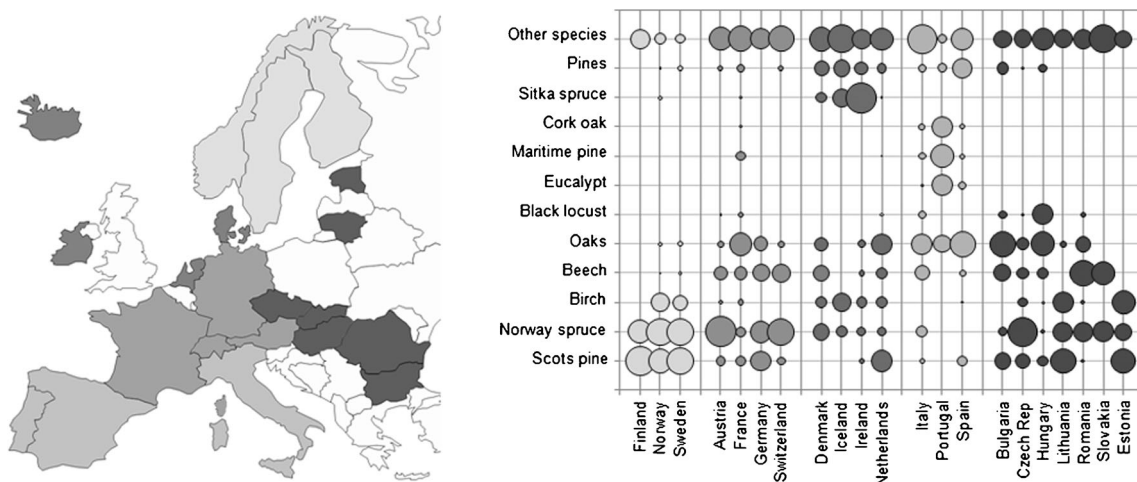 Other species
Pines
Sitka spruce
Cork oak
Maritime pine
Eucalypt
Black locust
Oaks
Beech
Birch
Norway spruce
Scots pine
Finland
Norway
Sweden
Austria
France
Germany
Switzerland
Denmark
Iceland
Ireland
Netherlands
Italy
Portugal
Spain
Bulgaria
Czech Rep
Hungary
Lithuania
Romania
Slovakia
Estonia